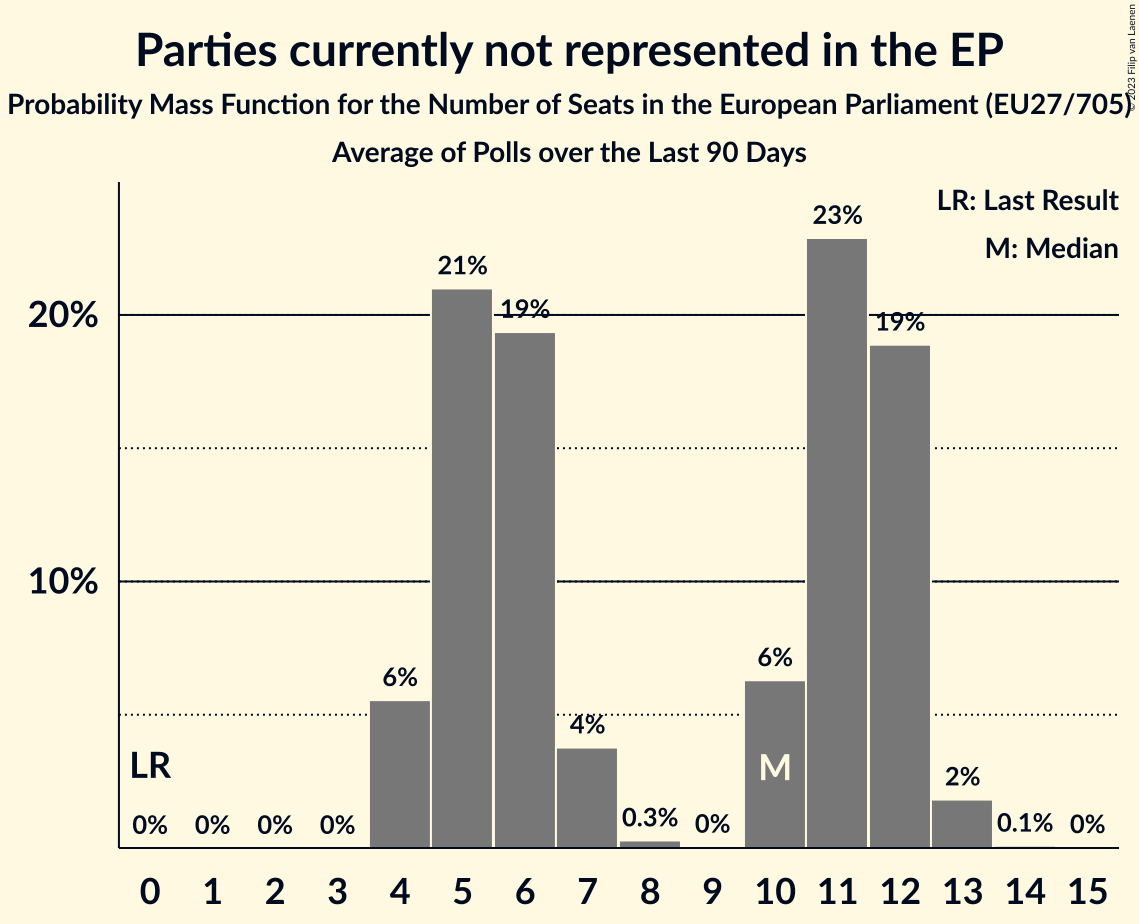 Parties currently not represented in the EP
Probability Mass Function for the Number of Seats in the European Parliament (EU27/705)
Average of Polls over the Last 90 Days
© 2023 Filip van Laenen
LR: Last Result
M: Median
23%
21%
20%
19%
19%
10%
6%
6%
4%
LR
M
2%
0%
0%
0%
0%
0.3%
0%
0.1%
0%
0 1 2 3 4 5 6 7 8 9 10 11 12 13 14 15